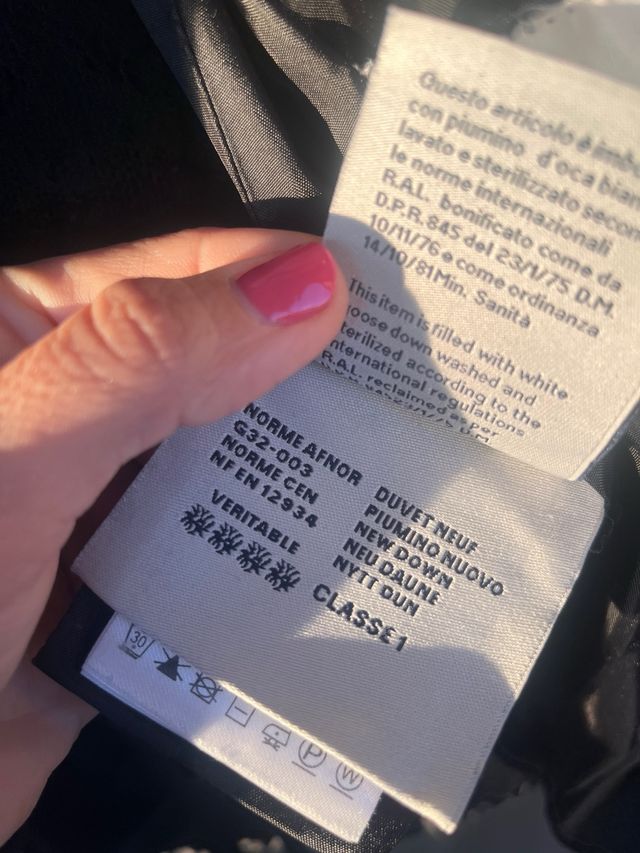 Questo articolo è imb
con piumino d'oca bian
lavato e sterilizzato secon
le norme internazionali
R.A.L. bonificato come da
D.P.R. 845 del 23/1/75 D.M.
10/11/76 e come ordinanza
14/10/81 Min. Sanità
This item is filled with white
goose down washed and
sterilized according to the
international regulations
R.A.L. reclaimed as per
NORME AFNOR
G32-003
NORME CEN
NF EN 12934
VERITABLE
DUVET NEUF
PIUMINO NUOVO
NEW DOWN
NEU DAUNE
NYTT DUN
CLASSE 1
30
P
W